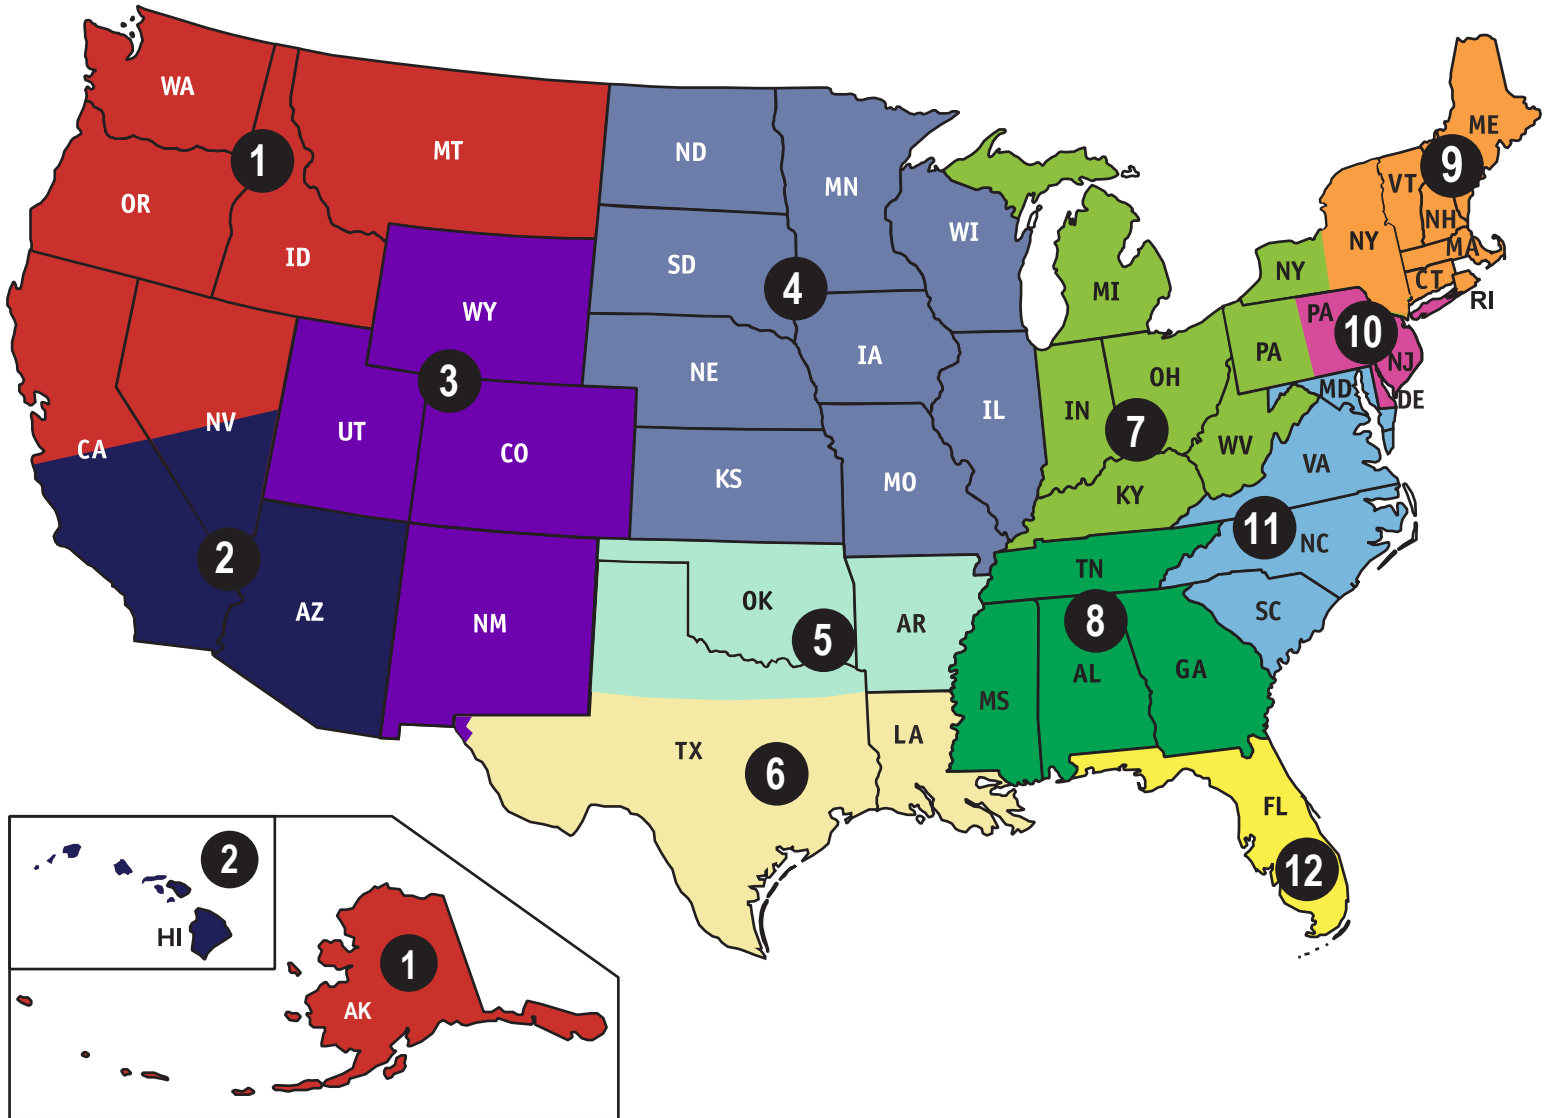 WA
1
MT
OR
ID
ND
MN
SD
WI
4
WY
3
NE
IA
IL
UT
CO
KS
MO
NV
CA
2
AZ
NM
OK
5
AR
TX
6
LA
MI
IN
OH
7
KY
WV
PA
NY
NY
VT
9
ME
NH
MA
CT
RI
PA
10
NJ
MD
DE
VA
11
NC
SC
TN
8
MS
AL
GA
FL
12
2
HI
1
AK